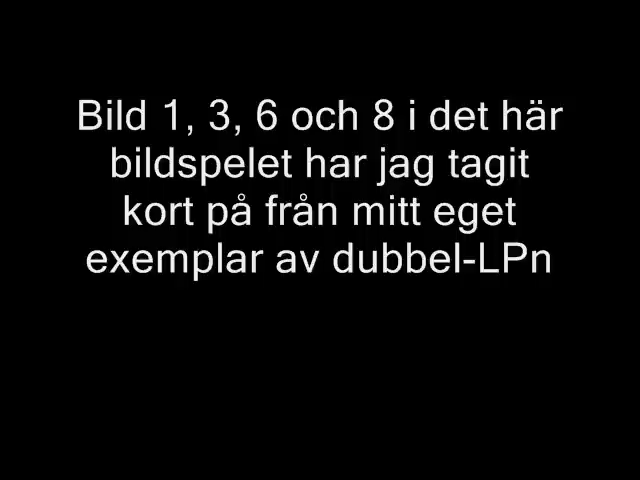 Bild 1, 3, 6 och 8 i det här
bildspelet har jag tagit
kort på från mitt eget
exemplar av dubbel-LPn